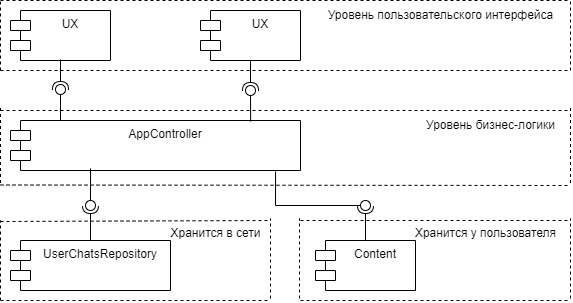 UX
UX
Уровень пользовательского интерфейса
AppController
Уровень бизнес-логики
Хранится в сети
UserChatsRepository
Хранится у пользователя
Content